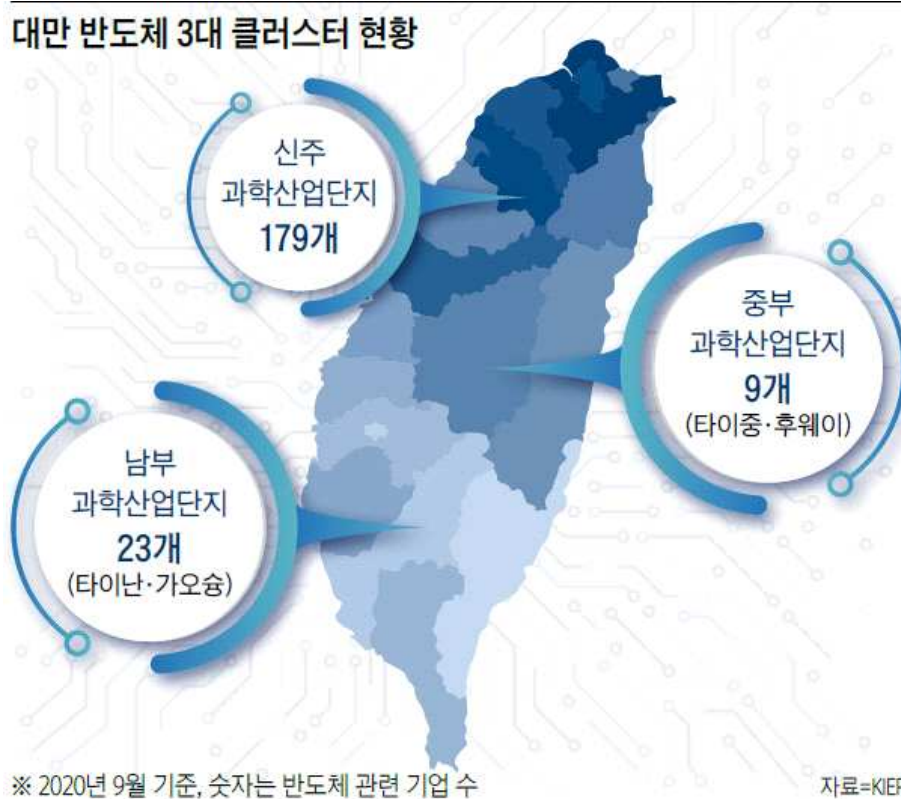 대만 반도체 3대 클러스터 현황
신주
과학산업단지
179개
중부
과학산업단지
9개
(타이중·후웨이)
남부
과학산업단지
23개
(타이난·가오슝)
※ 2020년 9월 기준, 숫자는 반도체 관련 기업 수
자료=KIEP